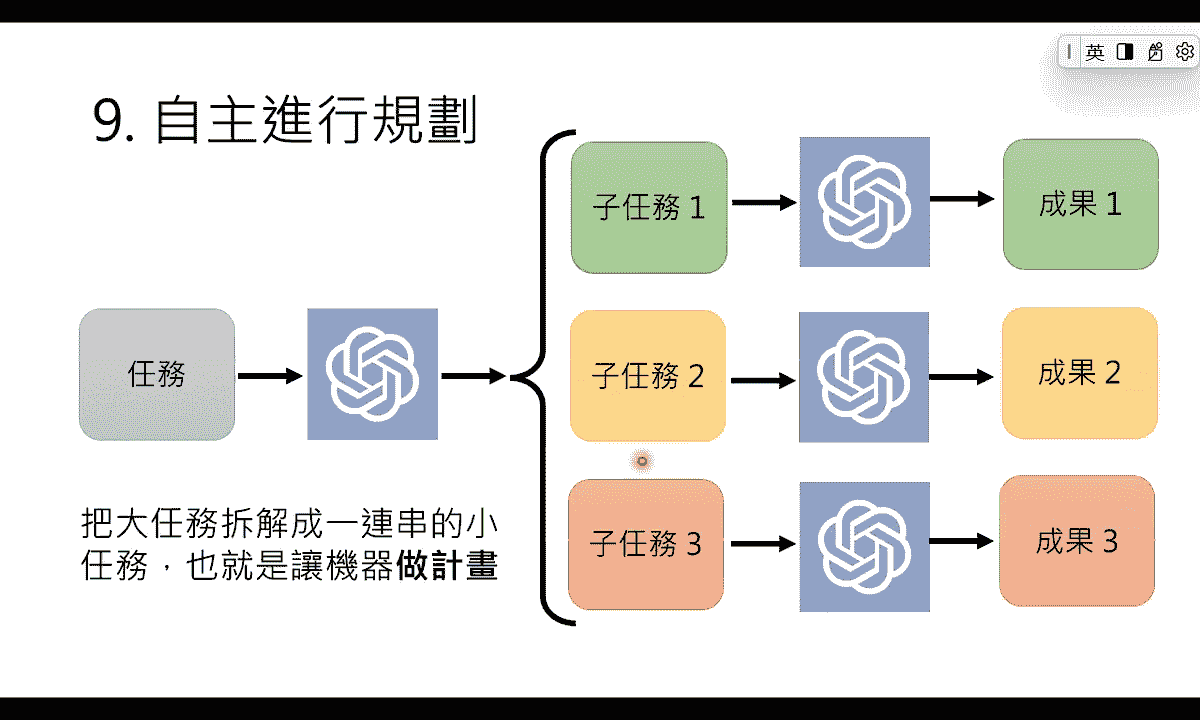 英
9. 自主進行規劃
子任務 1
成果 1
任務
子任務 2
成果 2
子任務 3
成果 3
把大任務拆解成一連串的小
任務，也就是讓機器做計畫